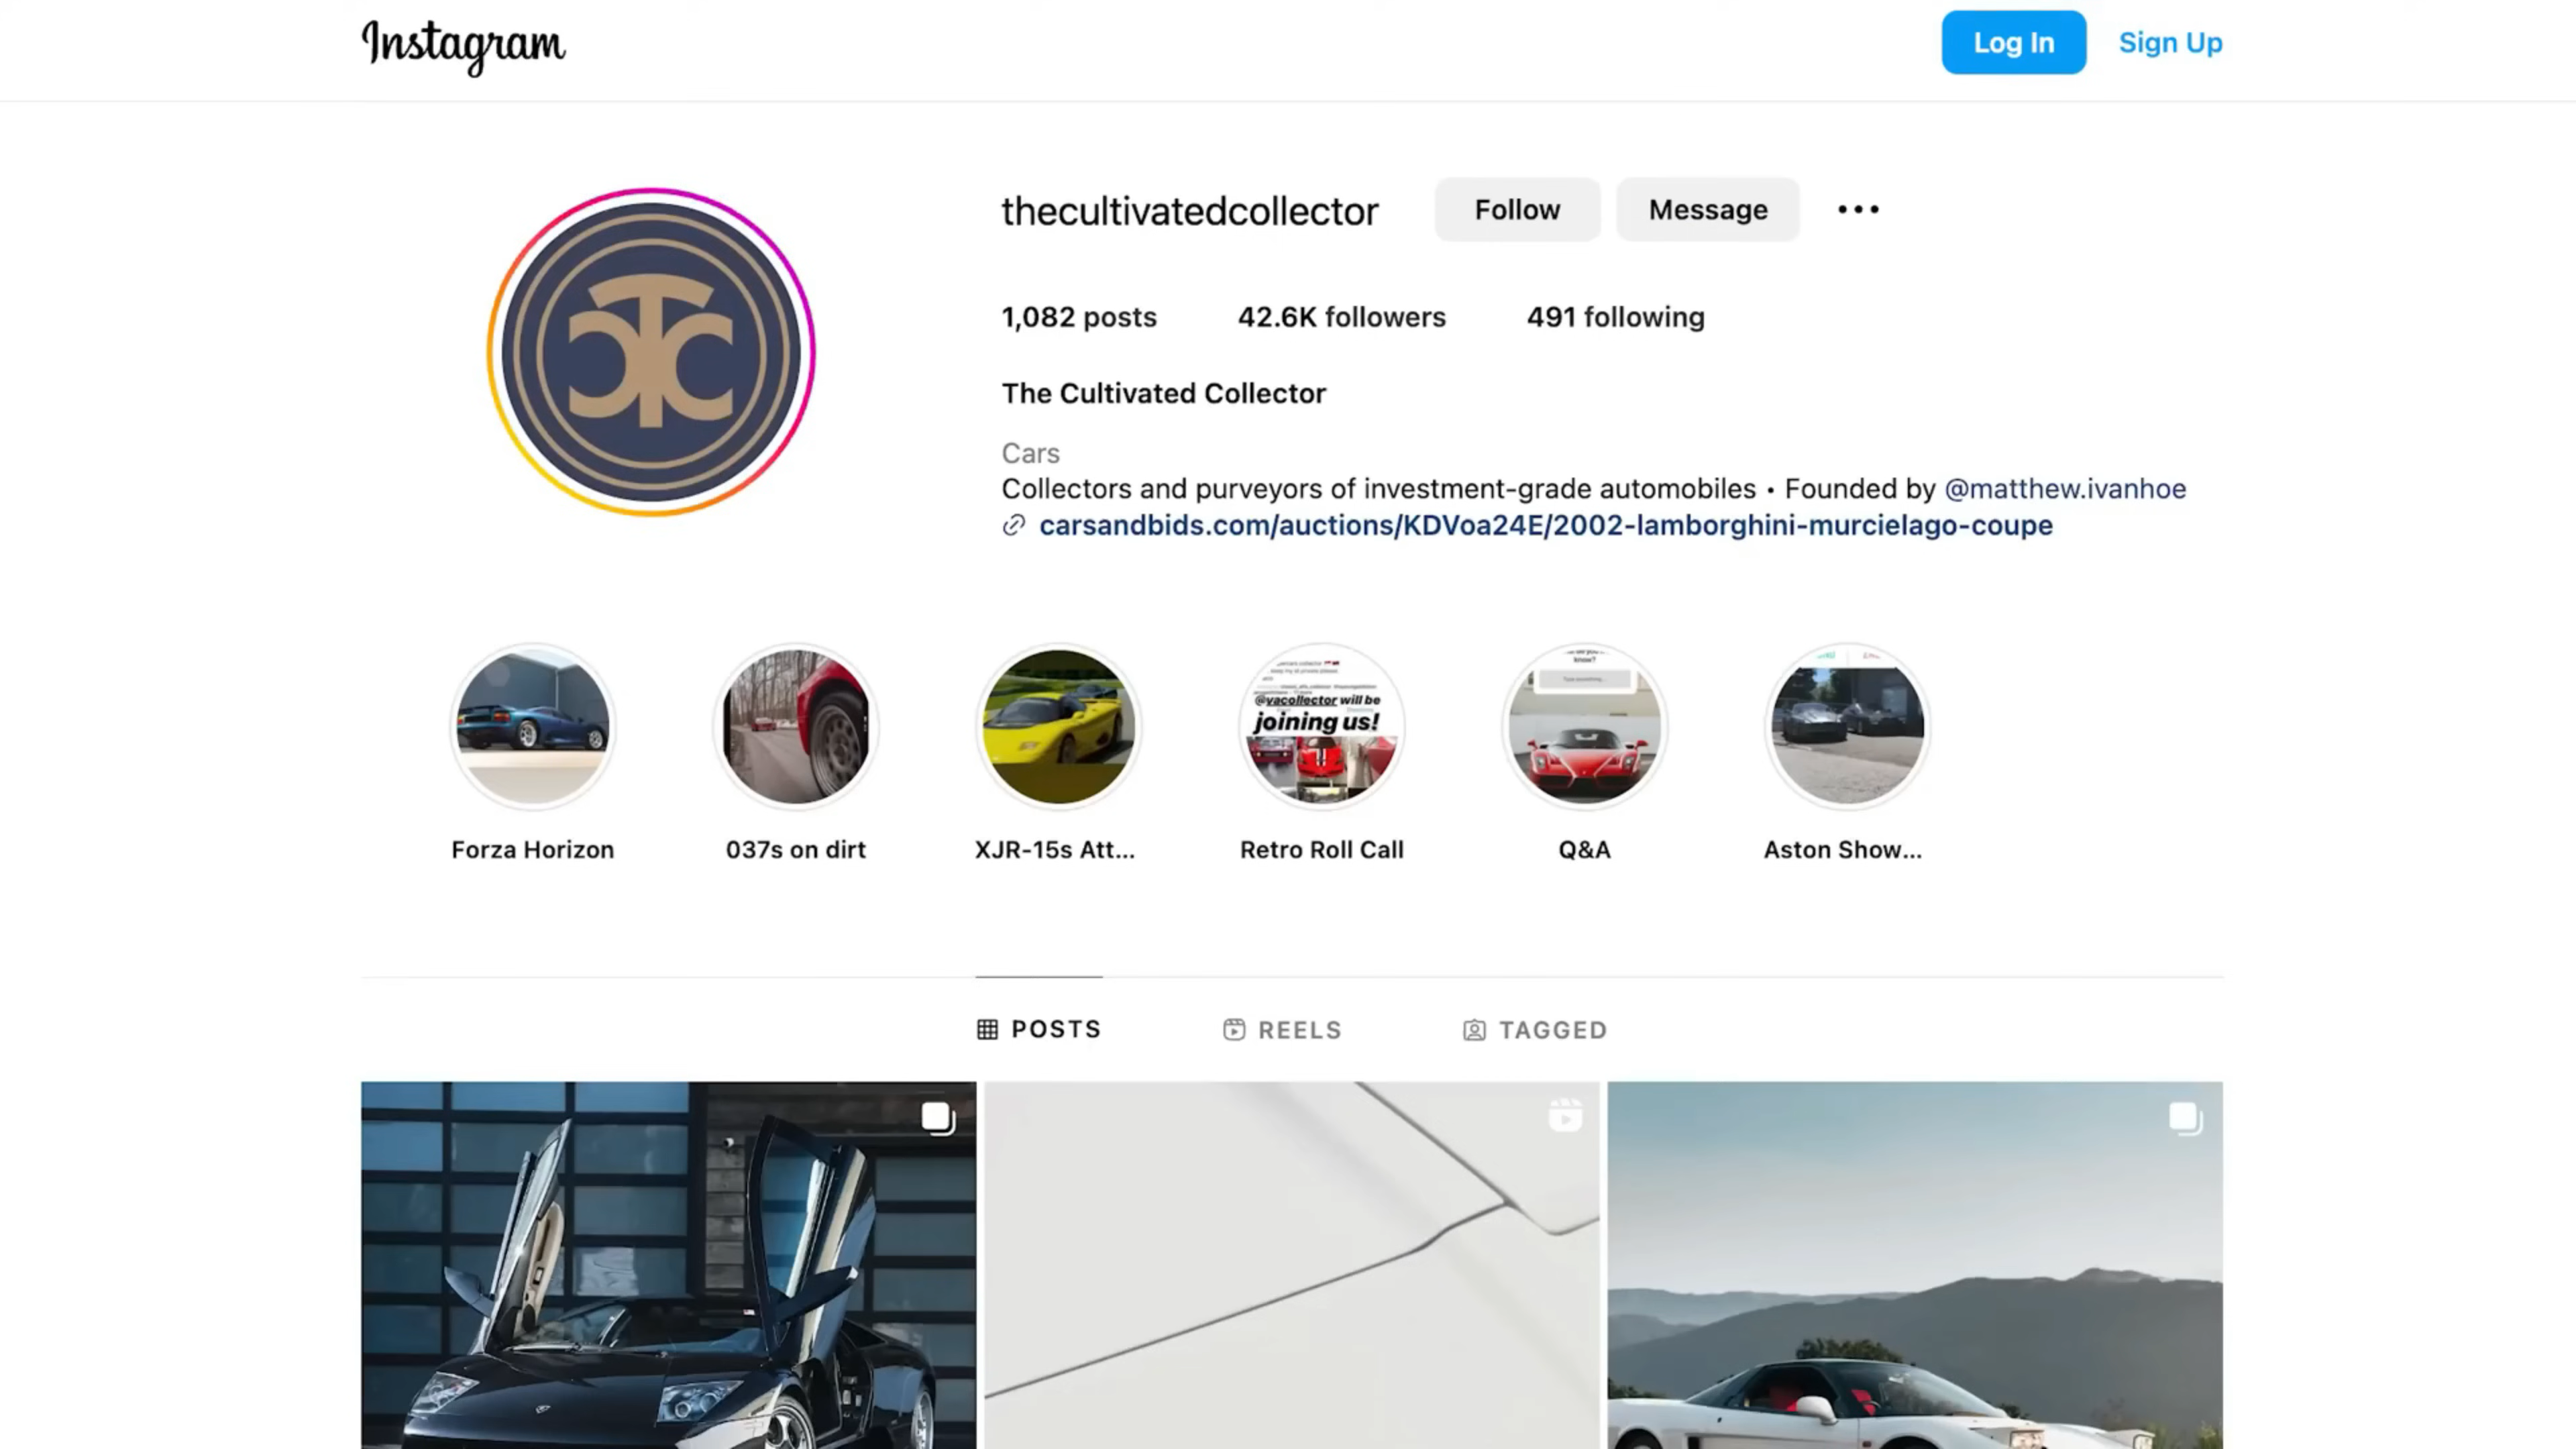 Instagram
Log In
Sign Up
thecultivatedcollector
Follow
Message
1,082 posts
42.6K followers
491 following
The Cultivated Collector
Cars
Collectors and purveyors of investment-grade automobiles • Founded by @matthew.ivanhoe
carsandbids.com/auctions/KDVoa24E/2002-lamborghini-murcielago-coupe
@vacollector will be
joining us!
know?
Type something...
Forza Horizon
037s on dirt
XJR-15s Att...
Retro Roll Call
Q&A
Aston Show...
POSTS
REELS
TAGGED